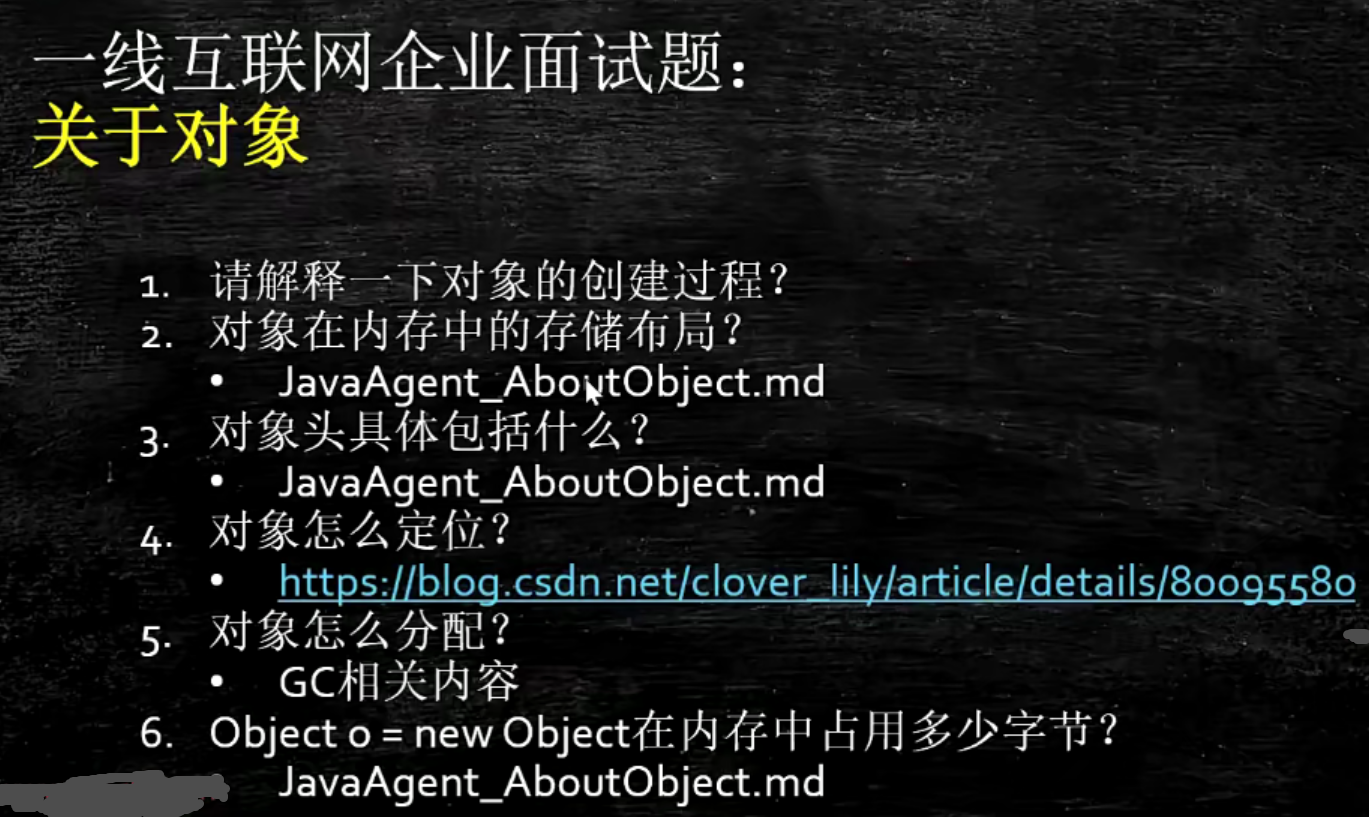 一线互联网企业面试题：
关于对象
1. 请解释一下对象的创建过程？
2. 对象在内存中的存储布局？
• JavaAgent_AboutObject.md
3. 对象头具体包括什么？
• JavaAgent_AboutObject.md
4. 对象怎么定位？
• https://blog.csdn.net/clover_lily/article/details/80095580
5. 对象怎么分配？
• GC相关内容
6. Object o = new Object在内存中占用多少字节？
JavaAgent_AboutObject.md